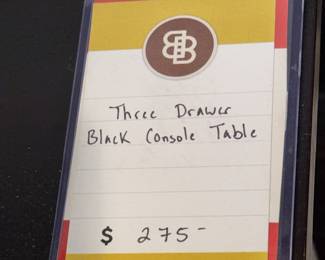 Three Drawer
Black Console Table
$ 275-